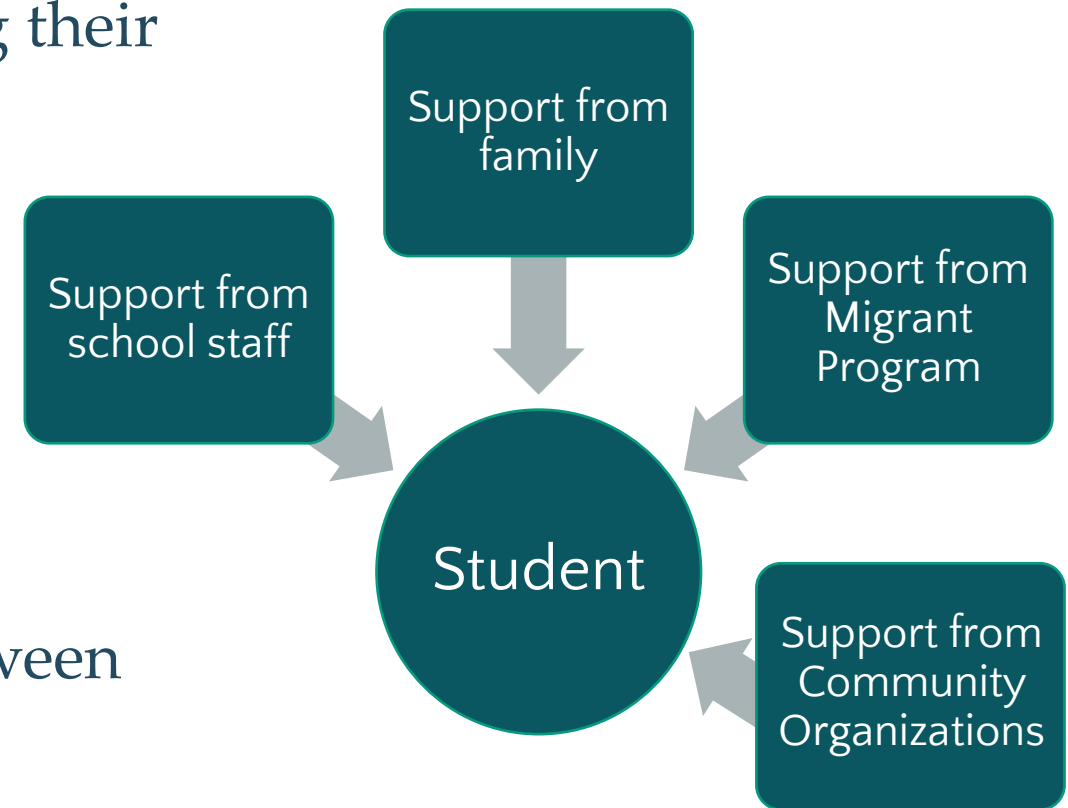 g their
Support from
family
Support from
school staff
Support from
Migrant
Program
Student
ween
Support from
Community
Organizations